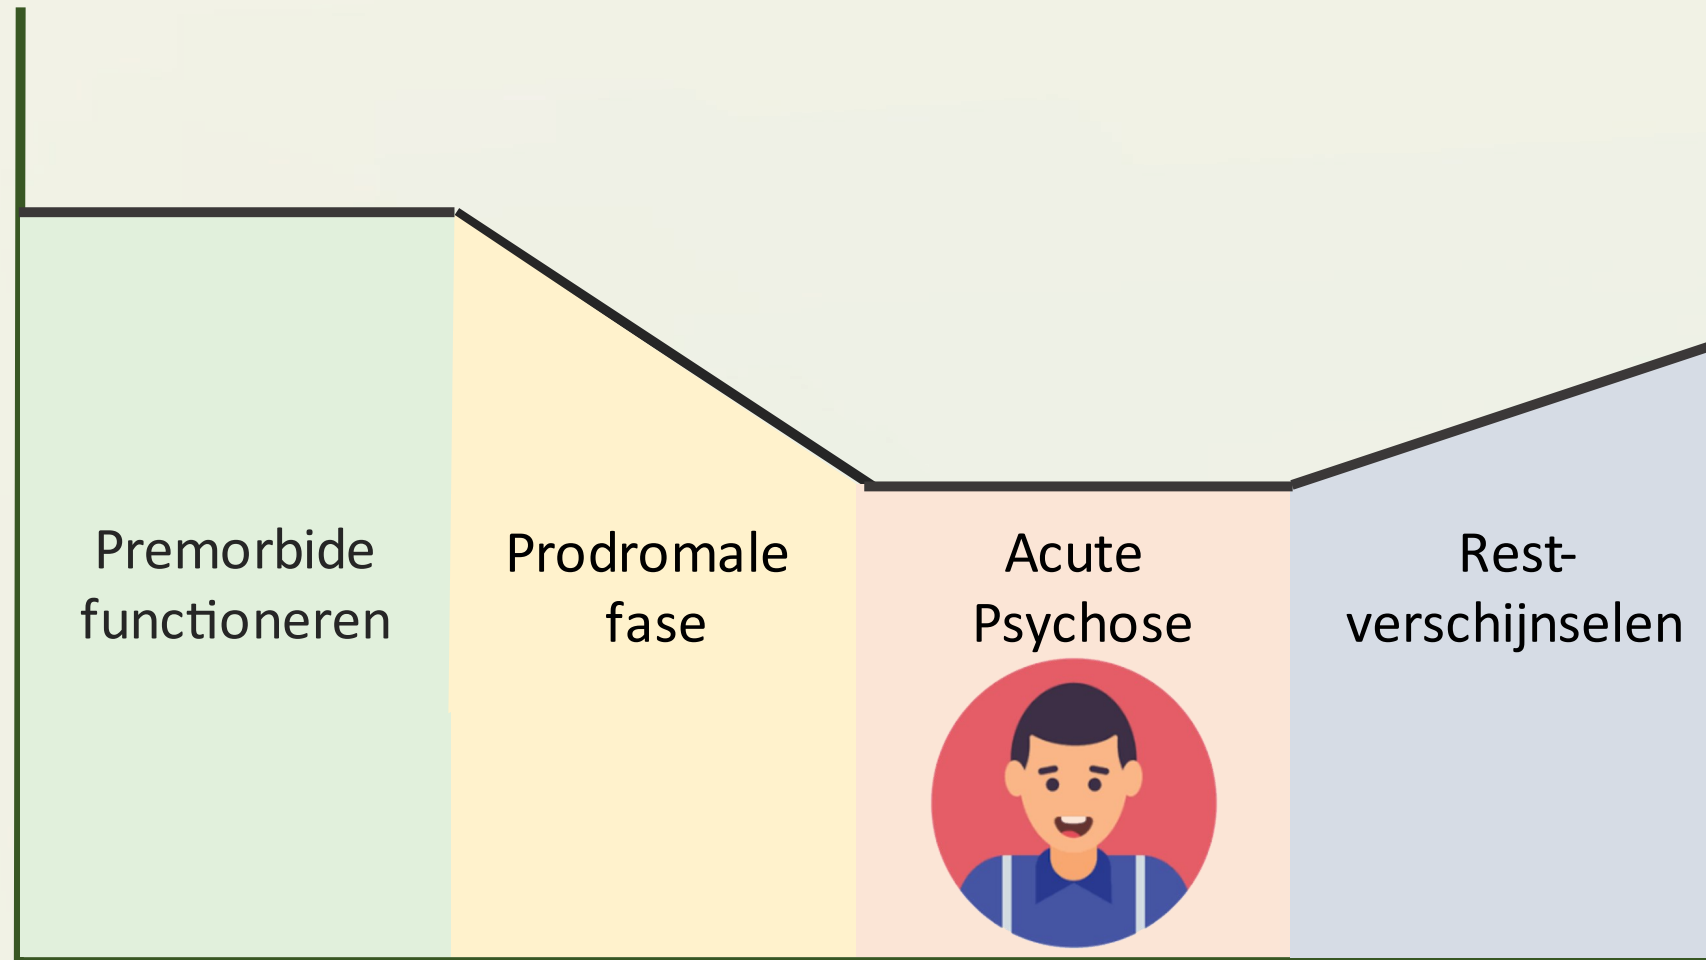 Premorbide
functioneren
Prodromale
fase
Acute
Psychose
Rest-
verschijnselen